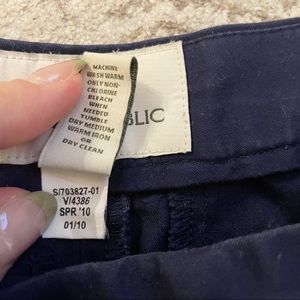 MACHINE
WASH WARM
ONLY NON-
CHLORINE
BLEACH
WHEN
NEEDED
TUMBLE
DRY MEDIUM
WARM IRON
OR
DRY CLEAN
BLIC
S/703827-01
V/4386
SPR '10
01/10